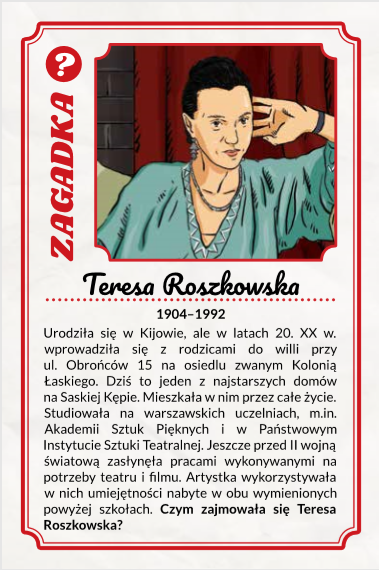 ZAGADKA ?
Teresa Roszkowska
1904–1992
Urodziła się w Kijowie, ale w latach 20. XX w.
wprowadziła się z rodzicami do willi przy
ul. Obrońców 15 na osiedlu zwanym Kolonią
Łaskiego. Dziś to jeden z najstarszych domów
na Saskiej Kępie. Mieszkała w nim przez całe życie.
Studiowała na warszawskich uczelniach, m.in.
Akademii Sztuk Pięknych i w Państwowym
Instytucie Sztuki Teatralnej. Jeszcze przed II wojną
światową zasłynęła pracami wykonywanymi na
potrzeby teatru i filmu. Artystka wykorzystywała
w nich umiejętności nabyte w obu wymienionych
powyżej szkołach. Czym zajmowała się Teresa
Roszkowska?